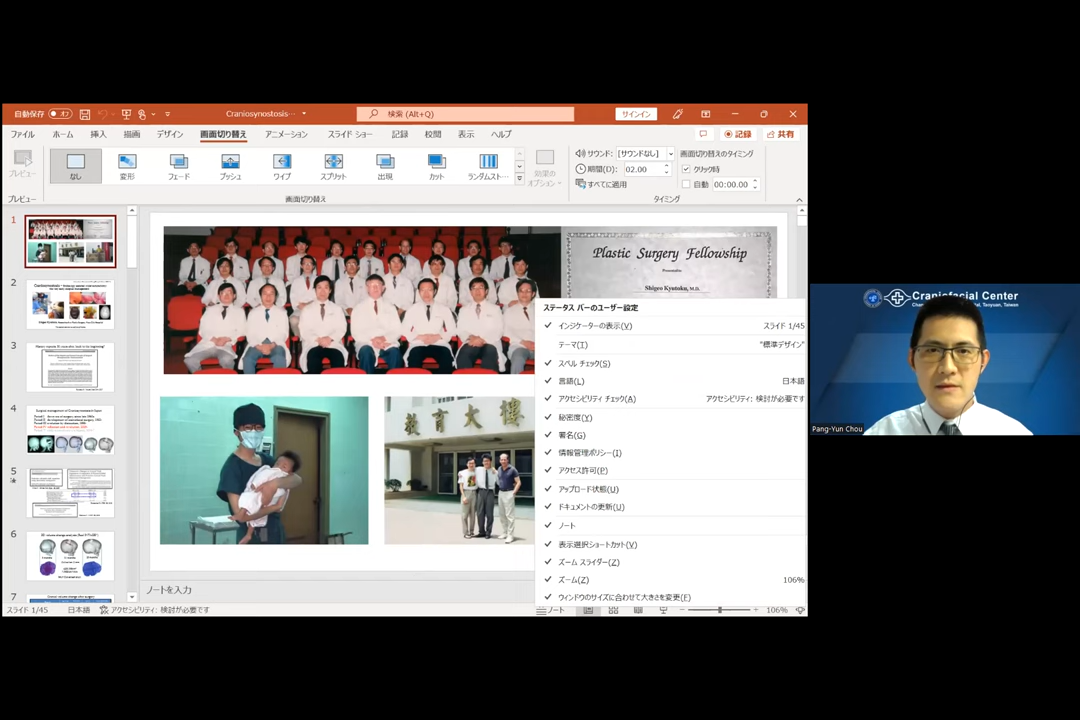 自動保存
オフ
Craniosynostosis…
検索 (Alt+Q)
サインイン
ファイル
ホーム
挿入
描画
デザイン
画面切り替え
アニメーション
スライド ショー
記録
校閲
表示
ヘルプ
記録
共有
プレビュー
なし
変形
フェード
プッシュ
ワイプ
スプリット
出現
カット
ランダムスト…
効果の
オプション
サウンド: [サウンドなし]
期間(D): 02.00
すべてに適用
画面切り替えのタイミング
クリック時
自動 00:00.00
プレビュー
画面切り替え
タイミング
1
2
3
4
5
6
7
Plastic Surgery Fellowship
Presented to
Shigeo Kyutoku, M.D.
教育大樓
ステータス バーのユーザー設定
インジケーターの表示(V) スライド 1/45
テーマ(T) "標準デザイン"
スペル チェック(S)
言語(L) 日本語
アクセシビリティ チェック(A) アクセシビリティ: 検討が必要です
秘密度(Y)
署名(G)
情報管理ポリシー(I)
アクセス許可(P)
アップロード状態(U)
ドキュメントの更新(U)
ノート
表示選択ショートカット(V)
ズーム スライダー(Z)
ズーム(Z) 106%
ウィンドウのサイズに合わせて大きさを変更(F)
ノートを入力
スライド 1/45
日本語
アクセシビリティ: 検討が必要です
ノート
106%
Craniofacial Center
Pang-Yun Chou